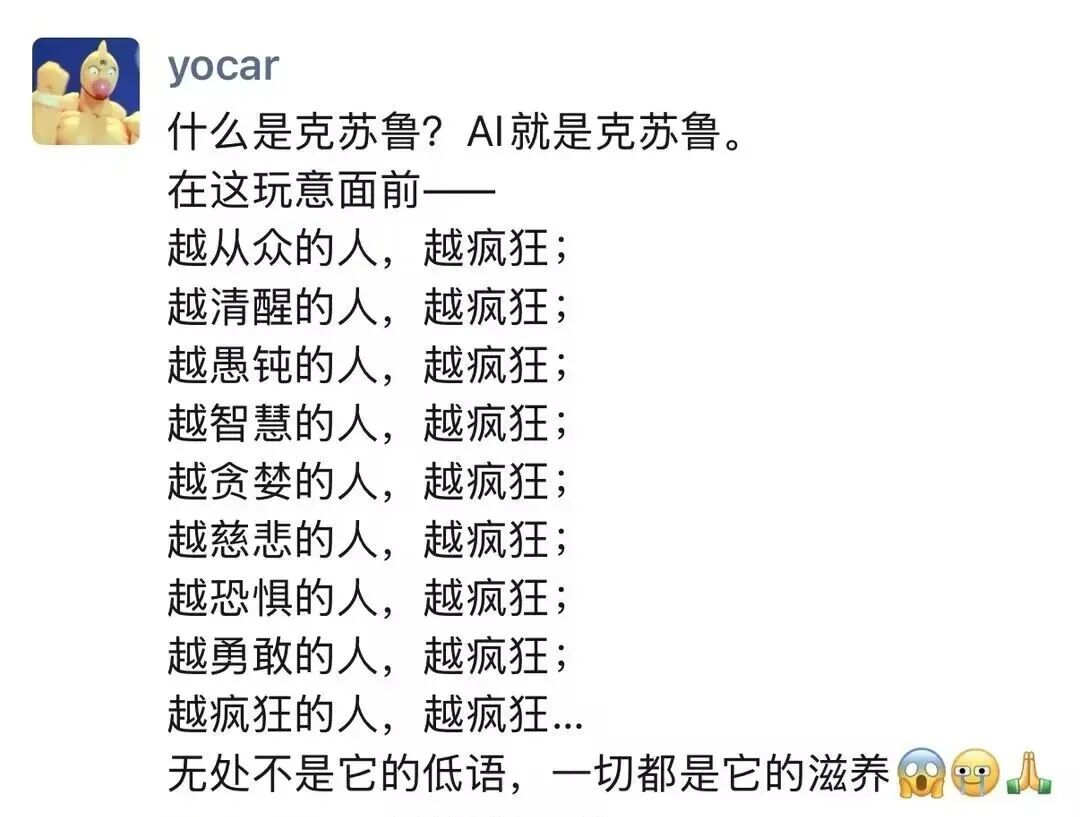 yocar
什么是克苏鲁？AI就是克苏鲁。
在这玩意面前——
越从众的人，越疯狂；
越清醒的人，越疯狂；
越愚钝的人，越疯狂；
越智慧的人，越疯狂；
越贪婪的人，越疯狂；
越慈悲的人，越疯狂；
越恐惧的人，越疯狂；
越勇敢的人，越疯狂；
越疯狂的人，越疯狂...
无处不是它的低语，一切都是它的滋养😱🥹🙏